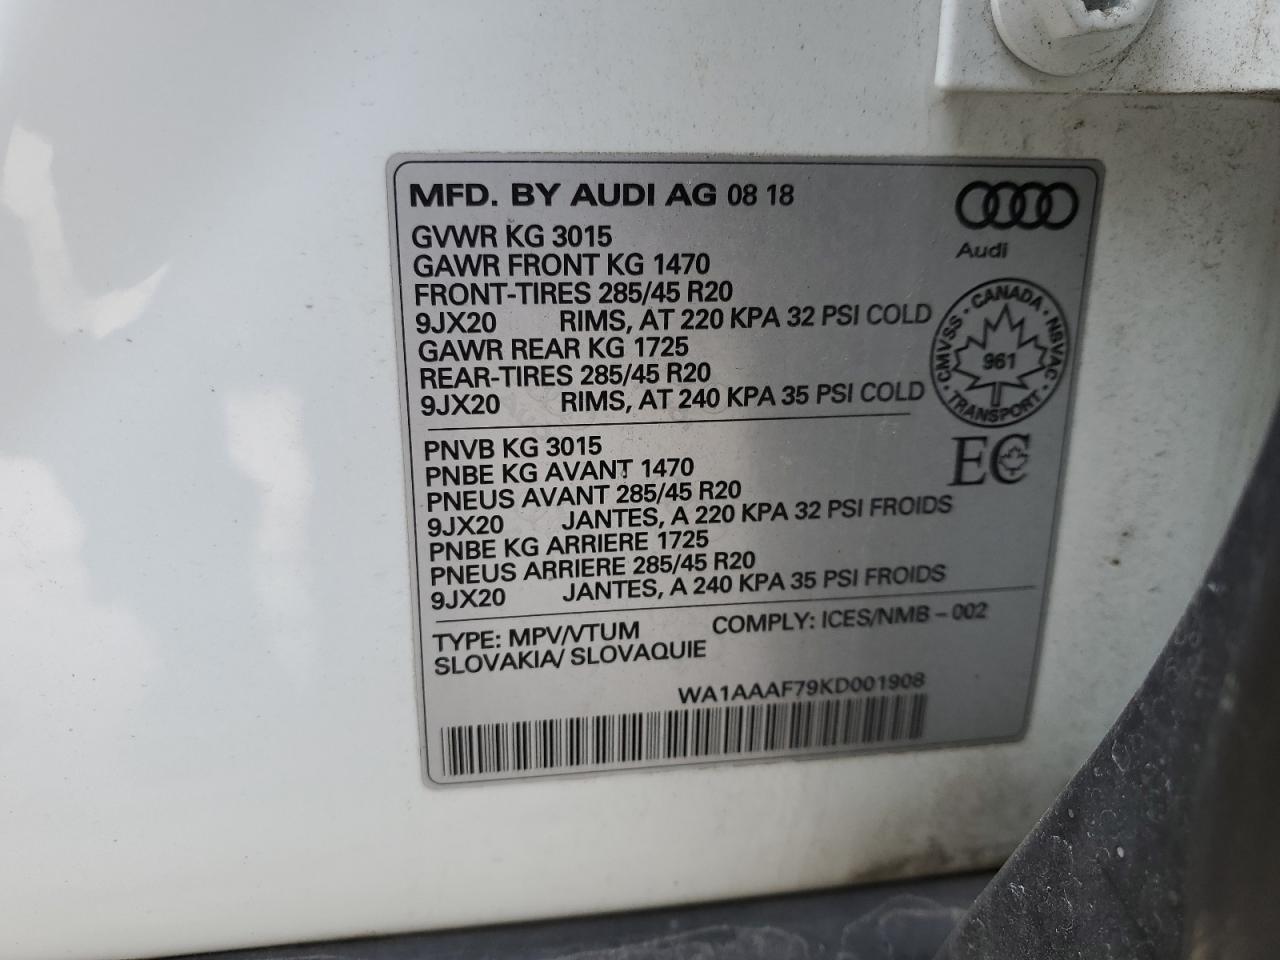 MFD. BY AUDI AG 08 18
Audi
GVWR KG 3015
GAWR FRONT KG 1470
FRONT-TIRES 285/45 R20
9JX20 RIMS, AT 220 KPA 32 PSI COLD
GAWR REAR KG 1725
REAR-TIRES 285/45 R20
9JX20 RIMS, AT 240 KPA 35 PSI COLD
CMVSS · CANADA · NSVAC · TRANSPORT ·
961
PNVB KG 3015
PNBE KG AVANT 1470
PNEUS AVANT 285/45 R20
9JX20 JANTES, A 220 KPA 32 PSI FROIDS
PNBE KG ARRIERE 1725
PNEUS ARRIERE 285/45 R20
9JX20 JANTES, A 240 KPA 35 PSI FROIDS
EC
TYPE: MPV/VTUM COMPLY: ICES/NMB - 002
SLOVAKIA/ SLOVAQUIE
WA1AAAF79KD001908